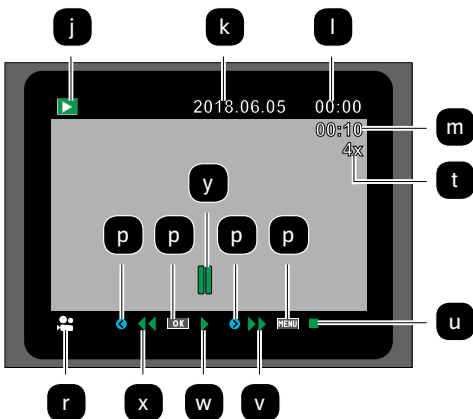 j k l
2018.06.05 00:00
00:10 m
4x t
y
p p p p
OK MENU u
r x w v